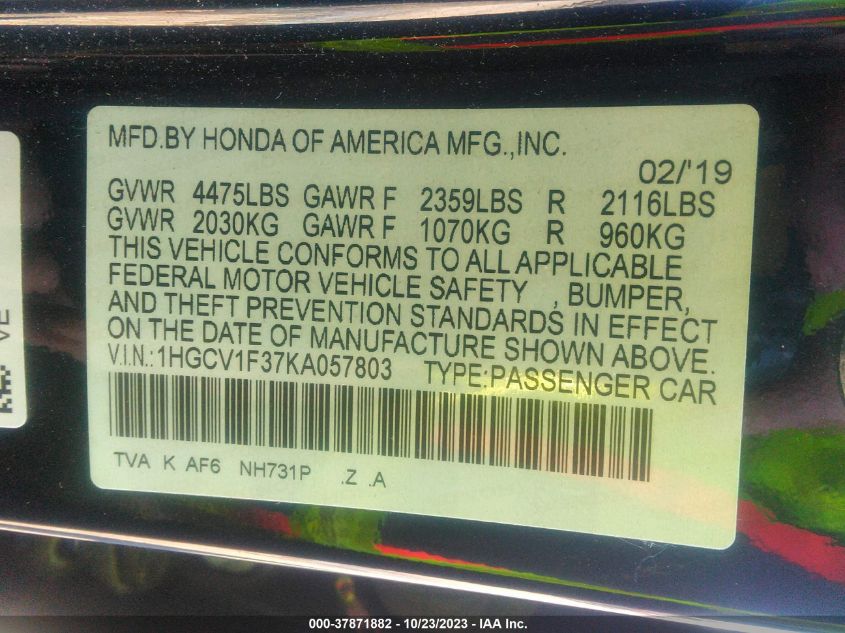 MFD.BY HONDA OF AMERICA MFG.,INC.
02/'19
GVWR 4475LBS GAWR F 2359LBS R 2116LBS
GVWR 2030KG GAWR F 1070KG R 960KG
THIS VEHICLE CONFORMS TO ALL APPLICABLE
FEDERAL MOTOR VEHICLE SAFETY , BUMPER,
AND THEFT PREVENTION STANDARDS IN EFFECT
ON THE DATE OF MANUFACTURE SHOWN ABOVE.
V.I.N.:1HGCV1F37KA057803 TYPE:PASSENGER CAR
TVA K AF6 NH731P .Z .A
VE
000-37871882 - 10/23/2023 - IAA Inc.